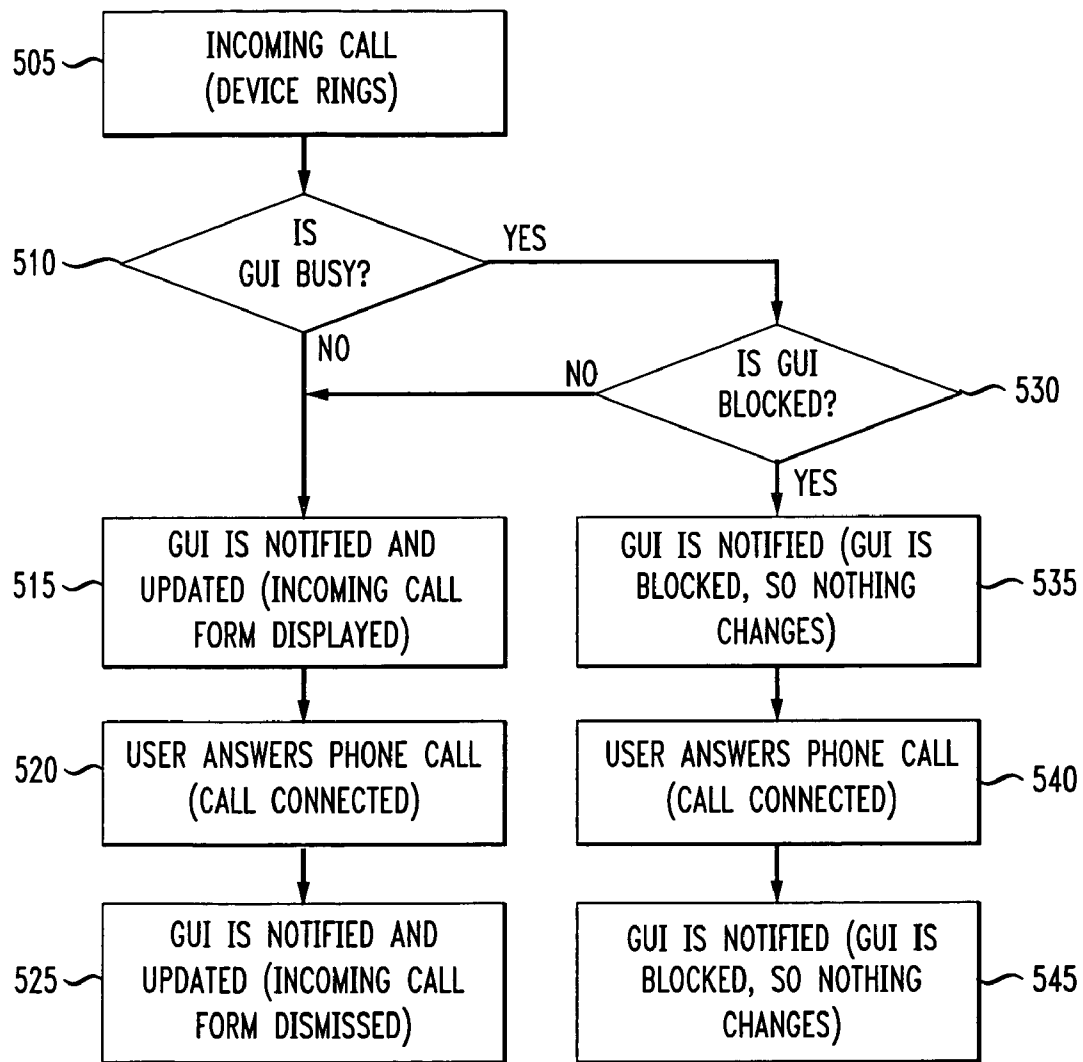 505
INCOMING CALL
(DEVICE RINGS)
510
IS
GUI BUSY?
YES
NO
IS GUI
BLOCKED?
530
NO
YES
515
GUI IS NOTIFIED AND
UPDATED (INCOMING CALL
FORM DISPLAYED)
GUI IS NOTIFIED (GUI IS
BLOCKED, SO NOTHING
CHANGES)
535
520
USER ANSWERS PHONE CALL
(CALL CONNECTED)
USER ANSWERS PHONE CALL
(CALL CONNECTED)
540
525
GUI IS NOTIFIED AND
UPDATED (INCOMING CALL
FORM DISMISSED)
GUI IS NOTIFIED (GUI IS
BLOCKED, SO NOTHING
CHANGES)
545